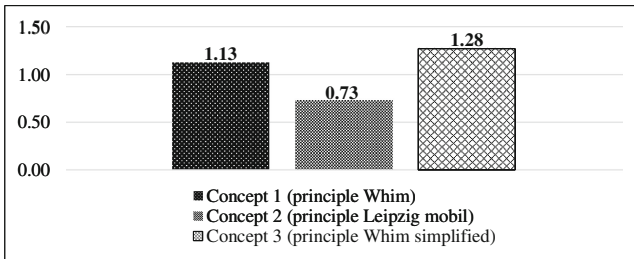 1.50
1.00
0.50
0.00
1.13
0.73
1.28
Concept 1 (principle Whim)
Concept 2 (principle Leipzig mobil)
Concept 3 (principle Whim simplified)